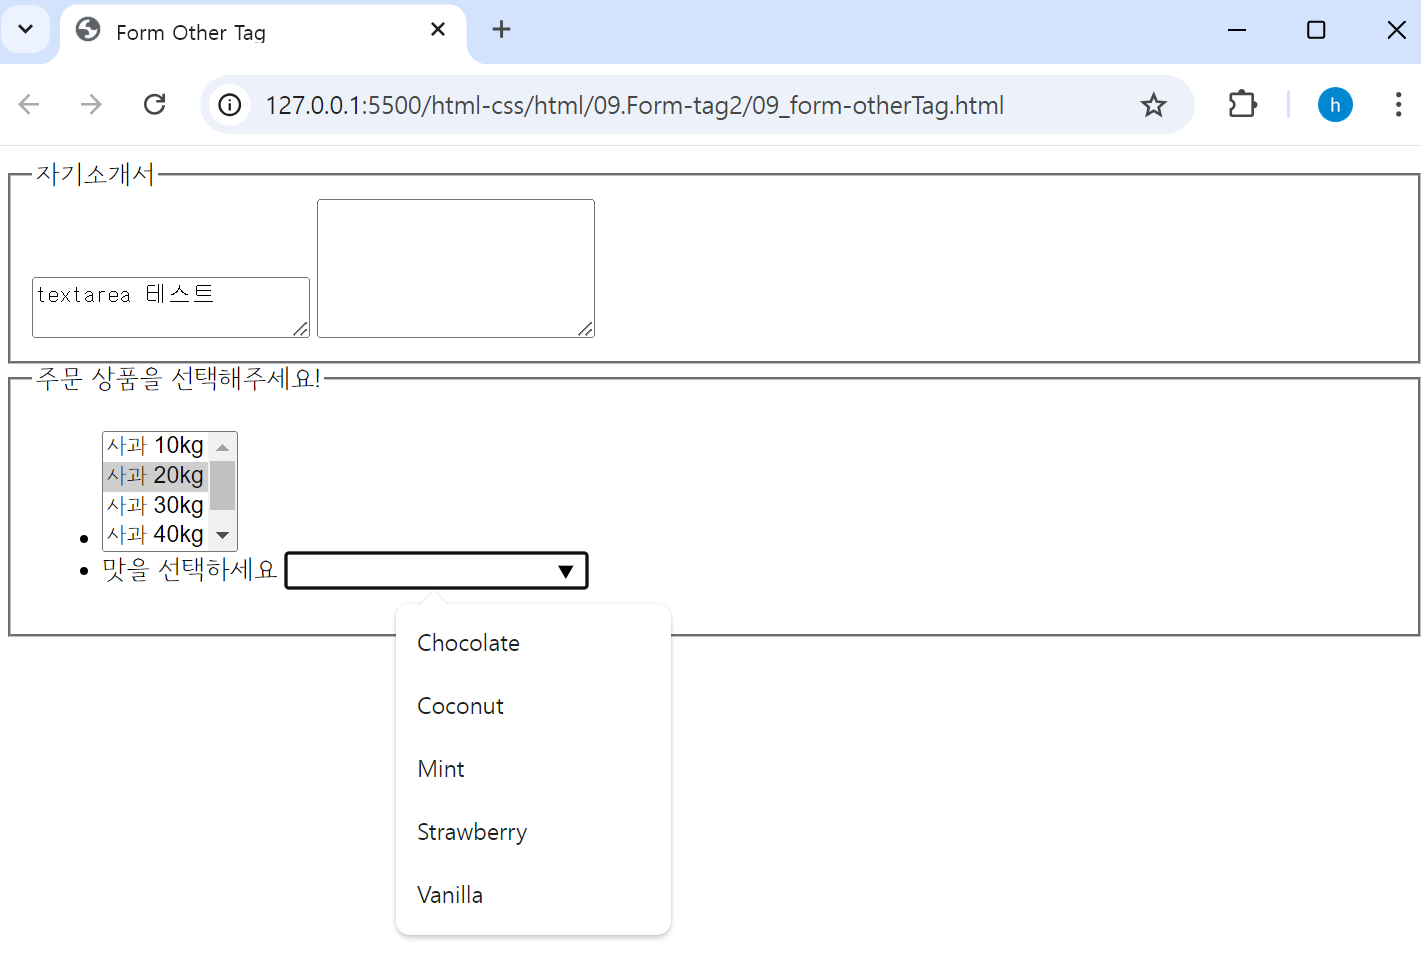 Form Other Tag
127.0.0.1:5500/html-css/html/09.Form-tag2/09_form-otherTag.html
h
자기소개서
textarea 테스트
주문 상품을 선택해주세요!
사과 10kg
사과 20kg
사과 30kg
사과 40kg
맛을 선택하세요
Chocolate
Coconut
Mint
Strawberry
Vanilla